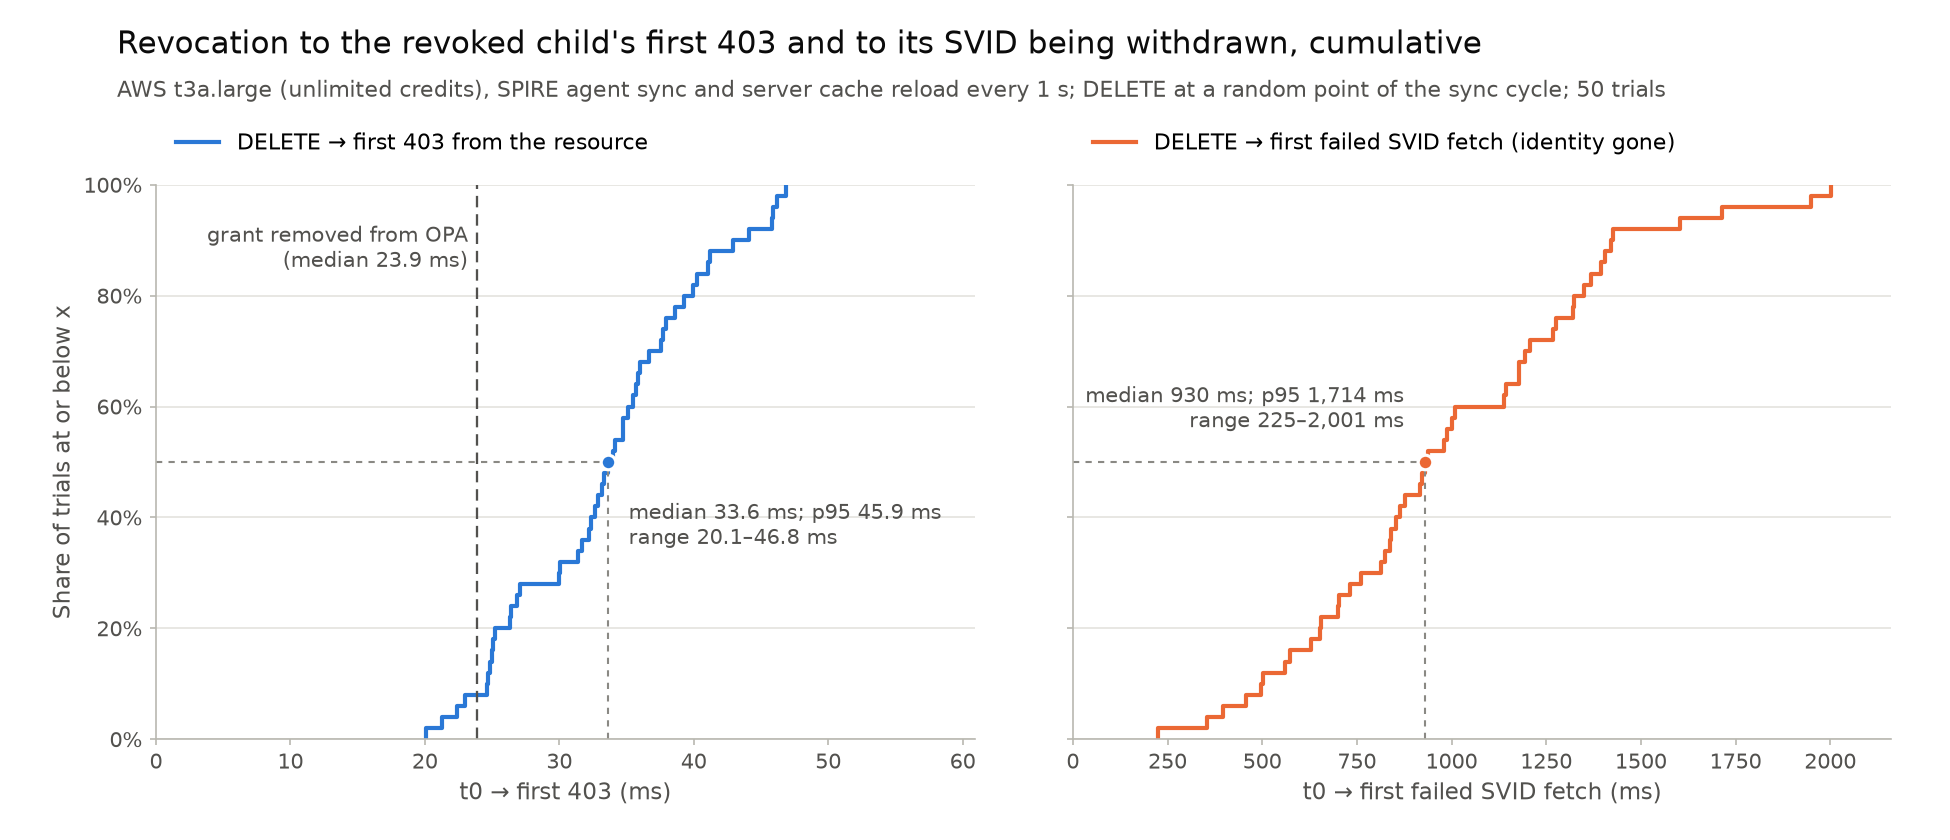 Revocation to the revoked child's first 403 and to its SVID being withdrawn, cumulative
AWS t3a.large (unlimited credits), SPIRE agent sync and server cache reload every 1 s; DELETE at a random point of the sync cycle; 50 trials
DELETE → first 403 from the resource
Share of trials at or below x
100%
80%
60%
40%
20%
0%
grant removed from OPA
(median 23.9 ms)
median 33.6 ms; p95 45.9 ms
range 20.1–46.8 ms
0 10 20 30 40 50 60
t0 → first 403 (ms)
DELETE → first failed SVID fetch (identity gone)
median 930 ms; p95 1,714 ms
range 225–2,001 ms
0 250 500 750 1000 1250 1500 1750 2000
t0 → first failed SVID fetch (ms)